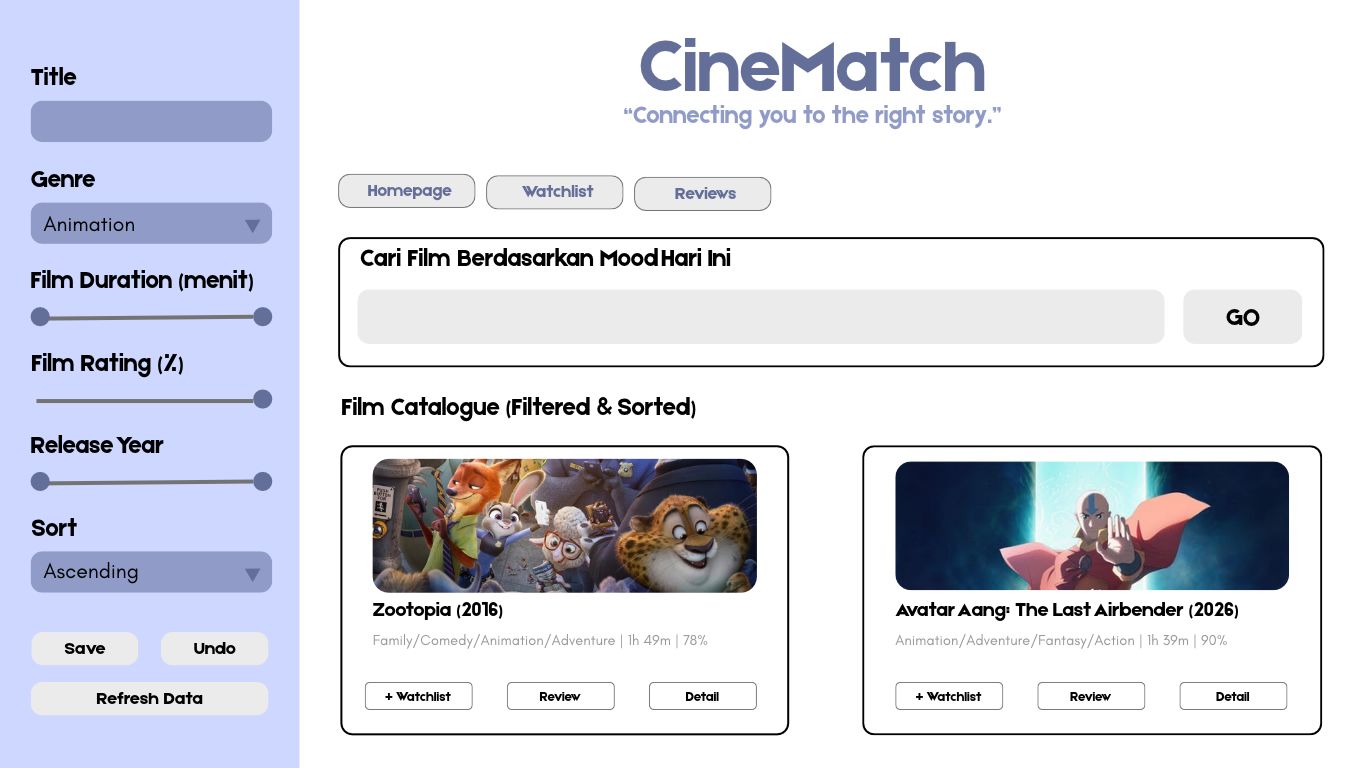 Title
Genre
Animation
Film Duration (menit)
Film Rating (%)
Release Year
Sort
Ascending
Save
Undo
Refresh Data
CineMatch
“Connecting you to the right story.”
Homepage
Watchlist
Reviews
Cari Film Berdasarkan Mood Hari Ini
GO
Film Catalogue (Filtered & Sorted)
PUSH
BUTTON
FOR
Zootopia (2016)
Family/Comedy/Animation/Adventure | 1h 49m | 78%
+ Watchlist
Review
Detail
Avatar Aang: The Last Airbender (2026)
Animation/Adventure/Fantasy/Action | 1h 39m | 90%
+ Watchlist
Review
Detail